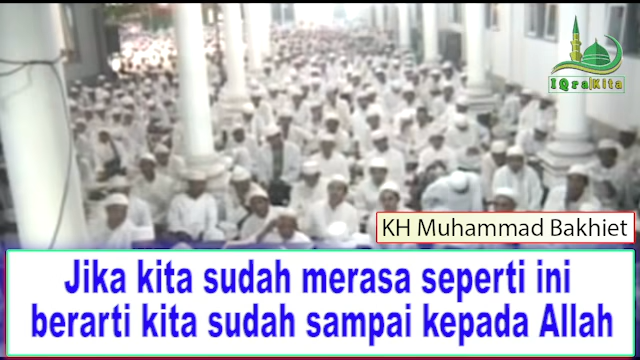 IQraKita
KH Muhammad Bakhiet
Jika kita sudah merasa seperti ini
berarti kita sudah sampai kepada Allah